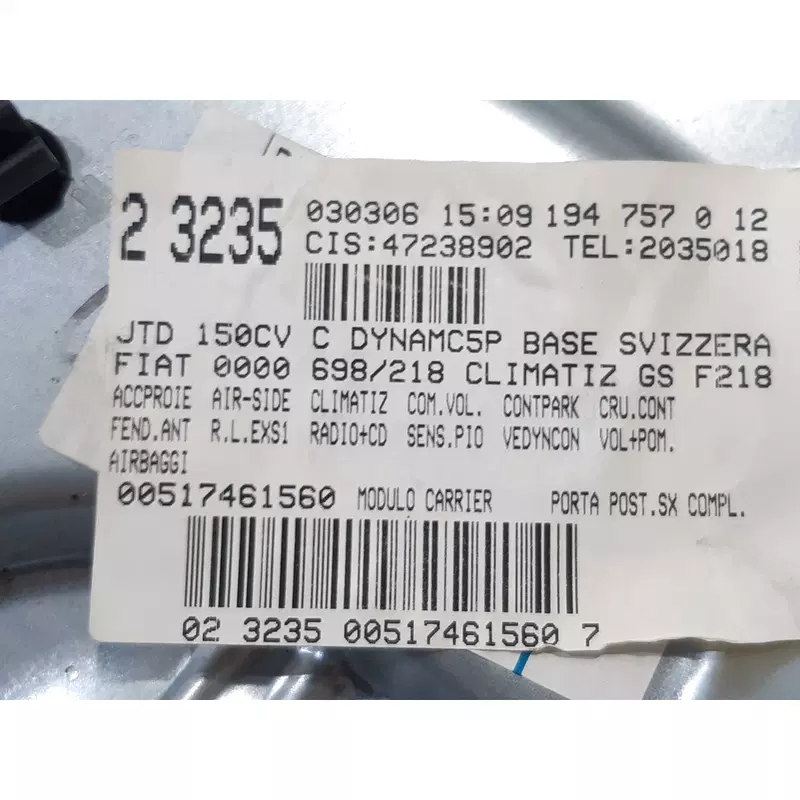 2 3235 030306 15:09 194 757 0 12
CIS:47238902 TEL:2035018
JTD 150CV C DYNAMC5P BASE SVIZZERA
FIAT 0000 698/218 CLIMATIZ GS F218
ACCPROIE AIR-SIDE CLIMATIZ COM.VOL. CONTPARK CRU.CONT
FEND.ANT R.L.EXS1 RADIO+CD SENS.PIO VEDYNCON VOL+POM.
AIRBAGGI
00517461560 MODULO CARRIER PORTA POST.SX COMPL.
02 3235 00517461560 7